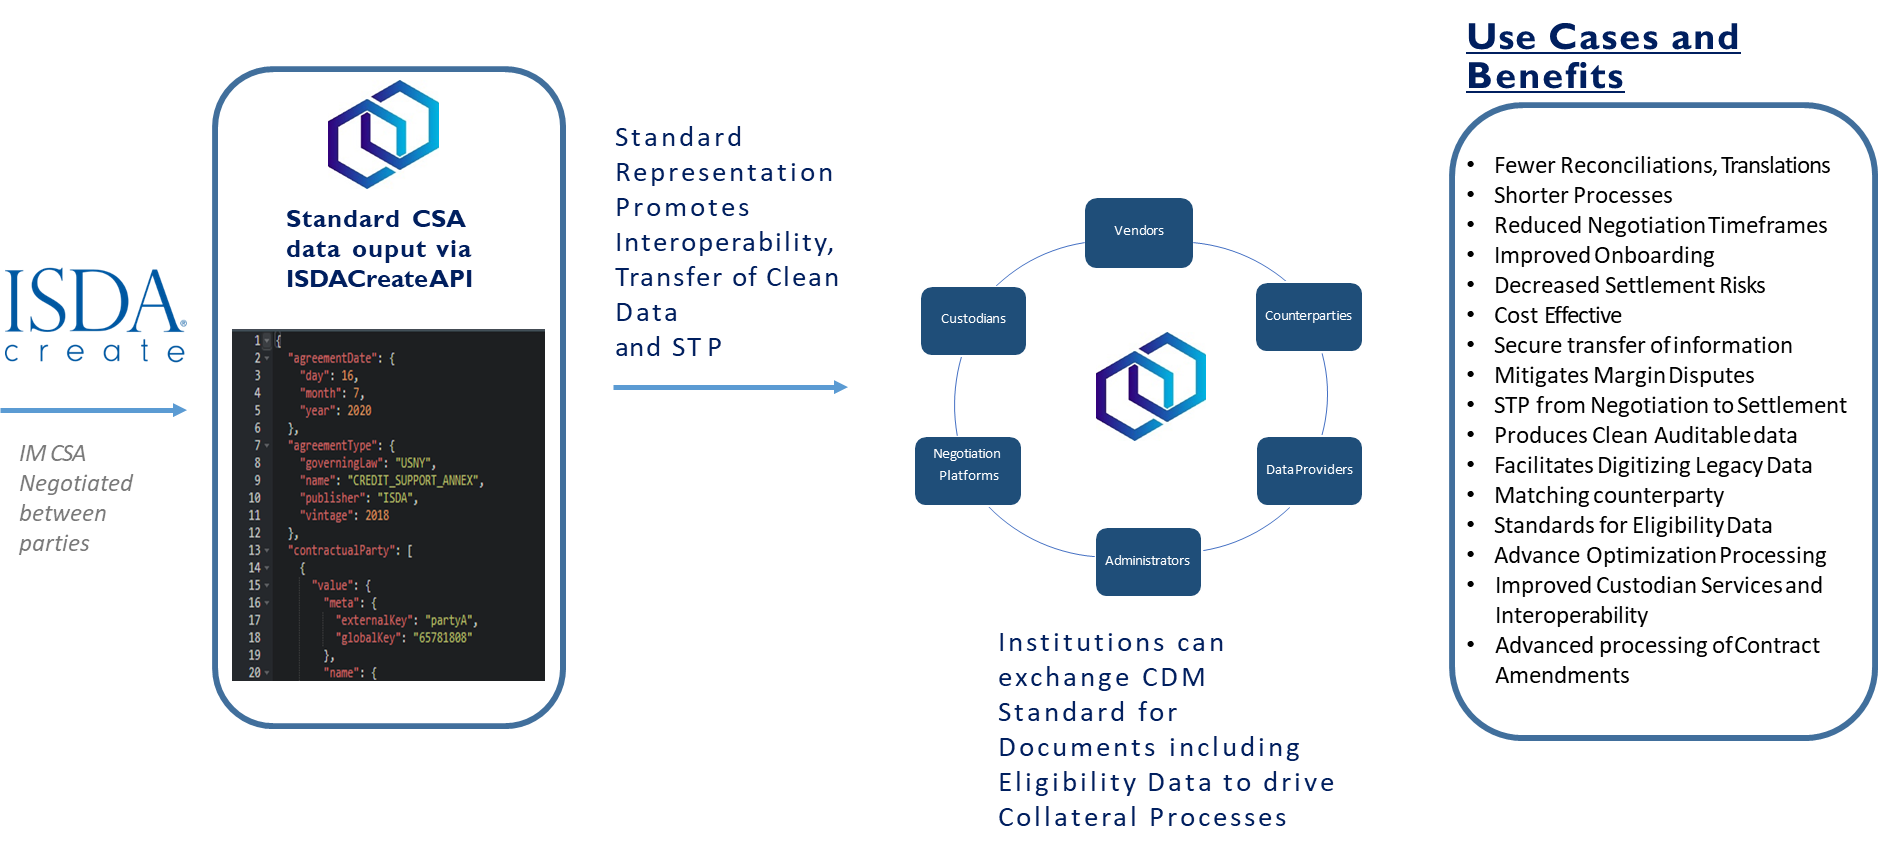 ISDA®
create
IM CSA
Negotiated
between
parties
Standard CSA
data ouput via
ISDACreateAPI
1 {
2 "agreementDate": {
3 "day": 16,
4 "month": 7,
5 "year": 2020
6 },
7 "agreementType": {
8 "governingLaw": "USNY",
9 "name": "CREDIT_SUPPORT_ANNEX",
10 "publisher": "ISDA",
11 "vintage": 2018
12 },
13 "contractualParty": [
14 {
15 "value": {
16 "meta": {
17 "externalKey": "partyA",
18 "globalKey": "65781808"
19 },
20 "name": {
Standard
Representation
Promotes
Interoperability,
Transfer of Clean
Data
and STP
Vendors
Counterparties
Data Providers
Administrators
Negotiation
Platforms
Custodians
Institutions can
exchange CDM
Standard for
Documents including
Eligibility Data to drive
Collateral Processes
Use Cases and
Benefits
• Fewer Reconciliations, Translations
• Shorter Processes
• Reduced Negotiation Timeframes
• Improved Onboarding
• Decreased Settlement Risks
• Cost Effective
• Secure transfer of information
• Mitigates Margin Disputes
• STP from Negotiation to Settlement
• Produces Clean Auditable data
• Facilitates Digitizing Legacy Data
• Matching counterparty
• Standards for Eligibility Data
• Advance Optimization Processing
• Improved Custodian Services and
Interoperability
• Advanced processing of Contract
Amendments